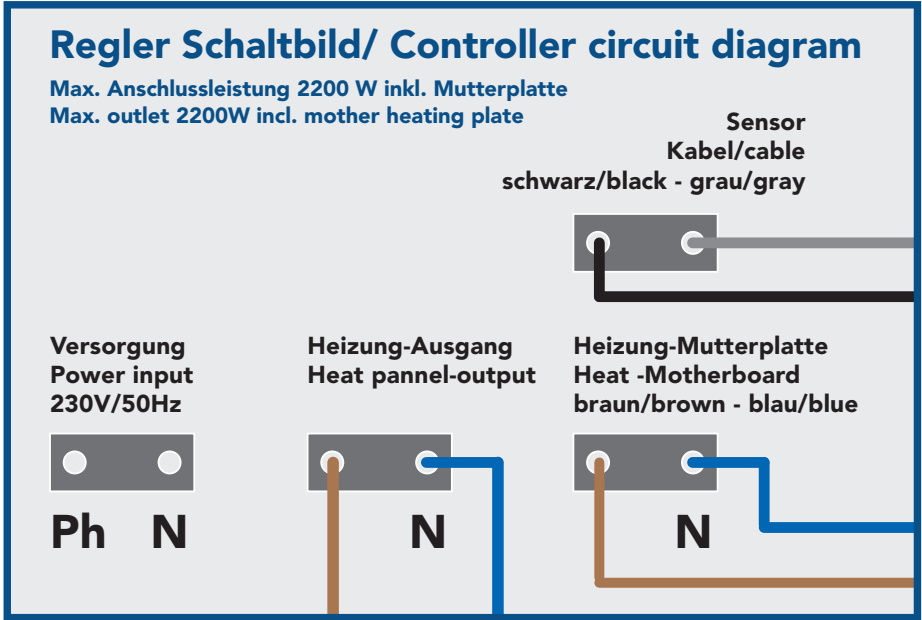 Regler Schaltbild/ Controller circuit diagram
Max. Anschlussleistung 2200 W inkl. Mutterplatte
Max. outlet 2200W incl. mother heating plate
Sensor
Kabel/cable
schwarz/black - grau/gray
Versorgung
Power input
230V/50Hz
Ph N
Heizung-Ausgang
Heat pannel-output
N
Heizung-Mutterplatte
Heat -Motherboard
braun/brown - blau/blue
N